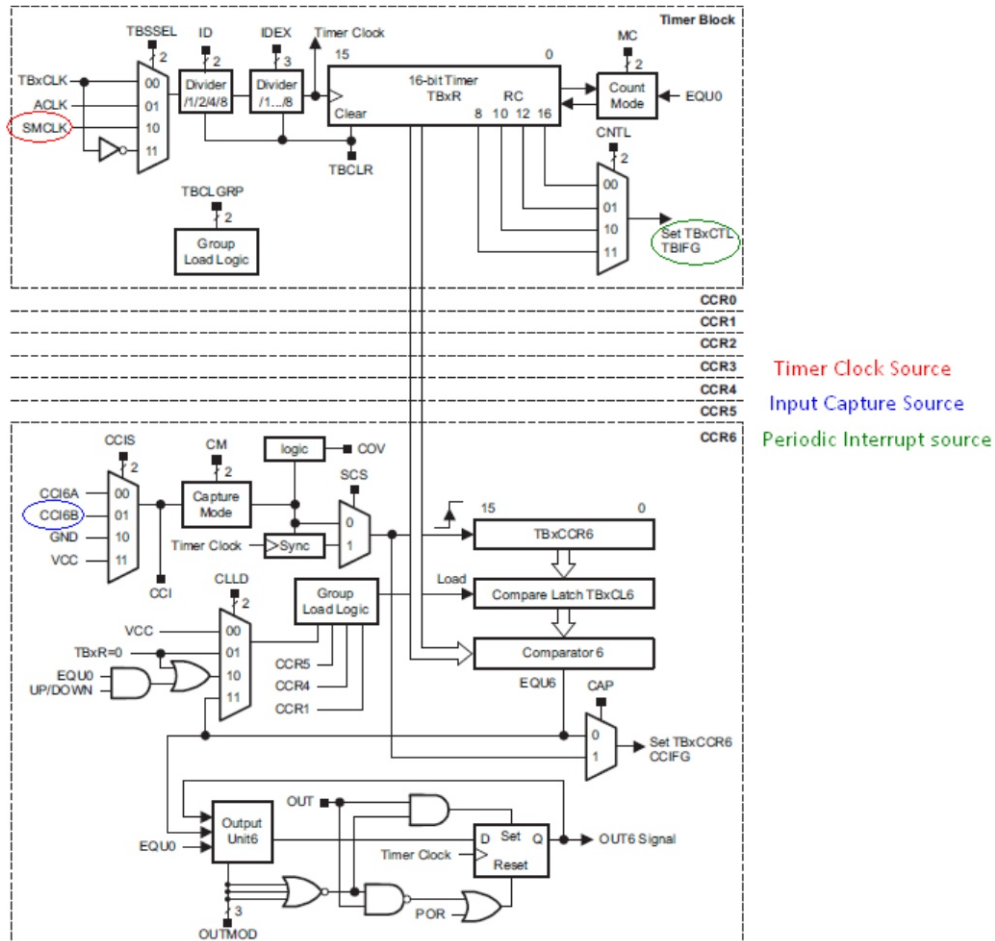 Timer Block
TBSSEL
ID
IDEX
Timer Clock
MC
2
2
3
15
0
2
TBxCLK
ACLK
SMCLK
00
01
10
11
Divider
/1/2/4/8
Divider
/1.../8
16-bit Timer
TBxR
RC
Clear
8 10 12 16
Count
Mode
EQU0
TBCLR
CNTL
2
00
01
10
11
Set TBxCTL
TBIFG
TBCLGRP
2
Group
Load Logic
CCR0
CCR1
CCR2
CCR3
CCR4
CCR5
CCR6
Timer Clock Source
Input Capture Source
Periodic Interrupt source
CCIS
2
CM
2
logic
COV
SCS
CCI6A
CCI6B
GND
VCC
00
01
10
11
Capture
Mode
0
1
Timer Clock
Sync
15
0
TBxCCR6
CCI
CLLD
2
Group
Load Logic
Load
Compare Latch TBxCL6
VCC
TBxR=0
EQU0
UP/DOWN
00
01
10
11
CCR5
CCR4
CCR1
Comparator 6
EQU6
CAP
0
1
Set TBxCCR6
CCIFG
OUT
Output
Unit6
EQU0
D Set Q
Timer Clock
Reset
OUT6 Signal
POR
3
OUTMOD